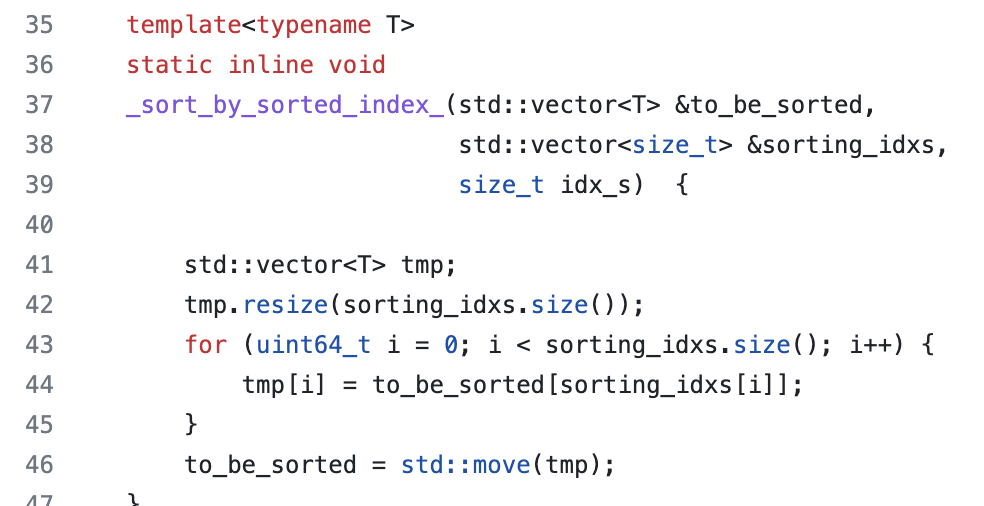 35 template<typename T>
36 static inline void
37 _sort_by_sorted_index_(std::vector<T> &to_be_sorted,
38 std::vector<size_t> &sorting_idxs,
39 size_t idx_s)  {
40
41 std::vector<T> tmp;
42 tmp.resize(sorting_idxs.size());
43 for (uint64_t i = 0; i < sorting_idxs.size(); i++) {
44 tmp[i] = to_be_sorted[sorting_idxs[i]];
45 }
46 to_be_sorted = std::move(tmp);
47 }